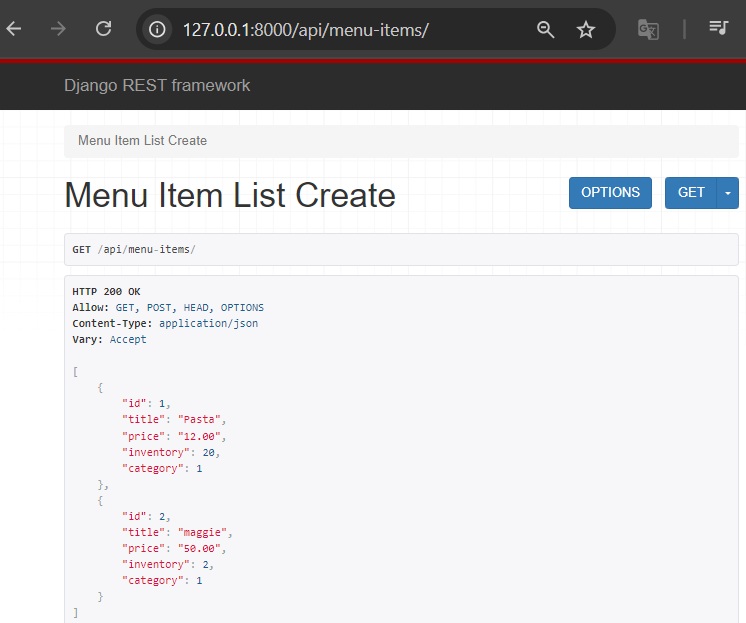 127.0.0.1:8000/api/menu-items/
Django REST framework
Menu Item List Create
Menu Item List Create
OPTIONS
GET
GET /api/menu-items/
HTTP 200 OK
Allow: GET, POST, HEAD, OPTIONS
Content-Type: application/json
Vary: Accept
[
    {
        "id": 1,
        "title": "Pasta",
        "price": "12.00",
        "inventory": 20,
        "category": 1
    },
    {
        "id": 2,
        "title": "maggie",
        "price": "50.00",
        "inventory": 2,
        "category": 1
    }
]